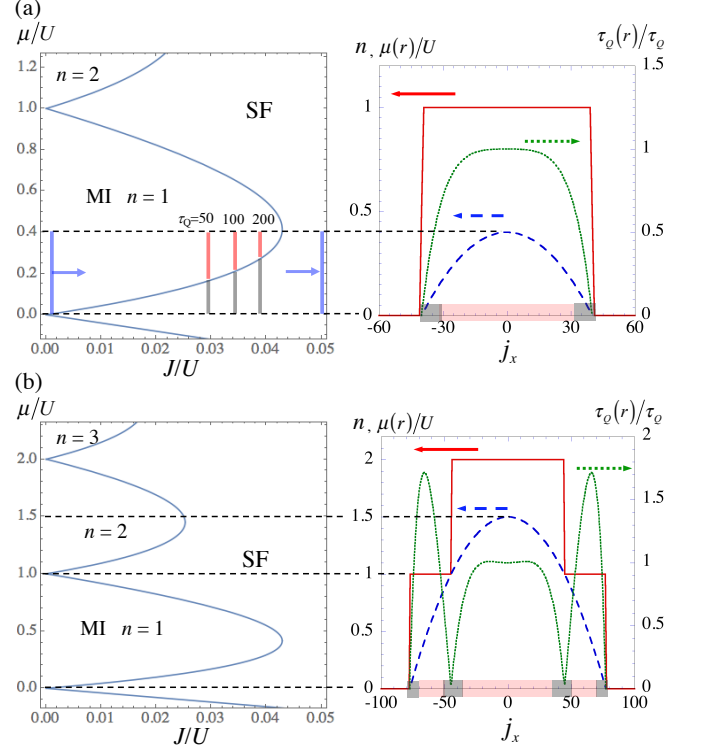 (a)
μ/U
n = 2
SF
MI n = 1
τQ=50 100 200
1.0
0.8
0.6
0.4
0.2
0.0
0.00 0.01 0.02 0.03 0.04 0.05
J/U
n , μ(r)/U
τQ(r)/τQ
1
0.5
0
1.5
1
0.5
0
-60 -30 0 30 60
jx
(b)
μ/U
n = 3
n = 2
SF
MI n = 1
2.0
1.5
1.0
0.5
0.0
0.00 0.01 0.02 0.03 0.04 0.05
J/U
n , μ(r)/U
τQ(r)/τQ
2
1.5
1
0.5
0
2
1.5
1
0.5
0
-100 -50 0 50 100
jx